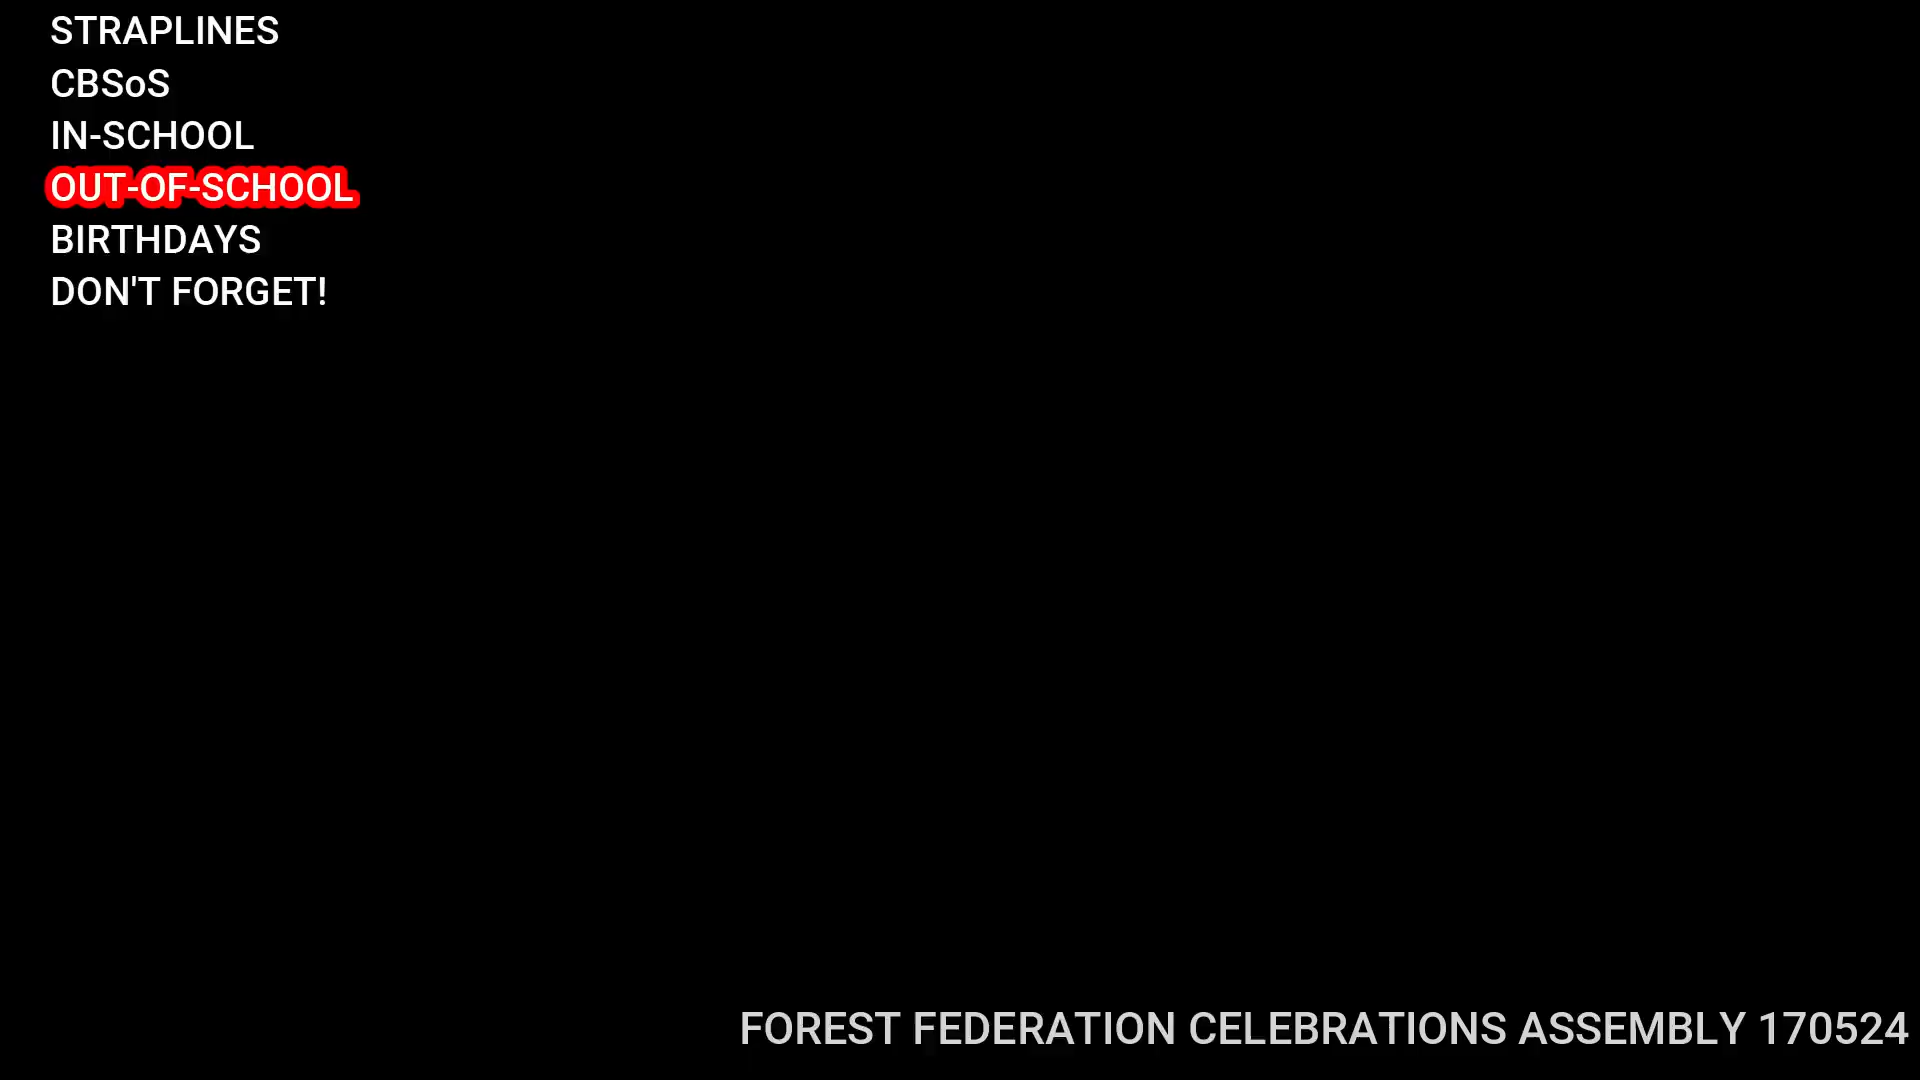 STRAPLINES
CBSoS
IN-SCHOOL
OUT-OF-SCHOOL
BIRTHDAYS
DON'T FORGET!
FOREST FEDERATION CELEBRATIONS ASSEMBLY 170524